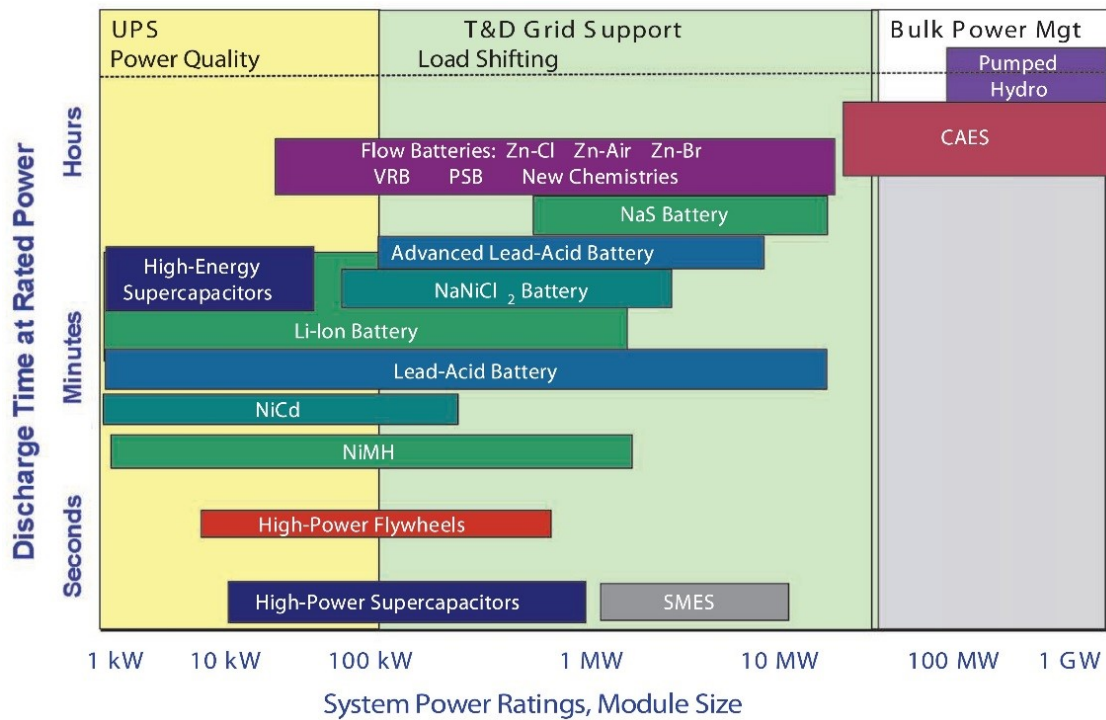 UPS
Power Quality
T&D Grid Support
Load Shifting
Bulk Power Mgt
Pumped
Hydro
CAES
Flow Batteries: Zn-Cl Zn-Air Zn-Br
VRB PSB New Chemistries
NaS Battery
Advanced Lead-Acid Battery
High-Energy
Supercapacitors
NaNiCl₂ Battery
Li-Ion Battery
Lead-Acid Battery
NiCd
NiMH
High-Power Flywheels
High-Power Supercapacitors
SMES
Discharge Time at Rated Power
Hours
Minutes
Seconds
1 kW 10 kW 100 kW 1 MW 10 MW 100 MW 1 GW
System Power Ratings, Module Size